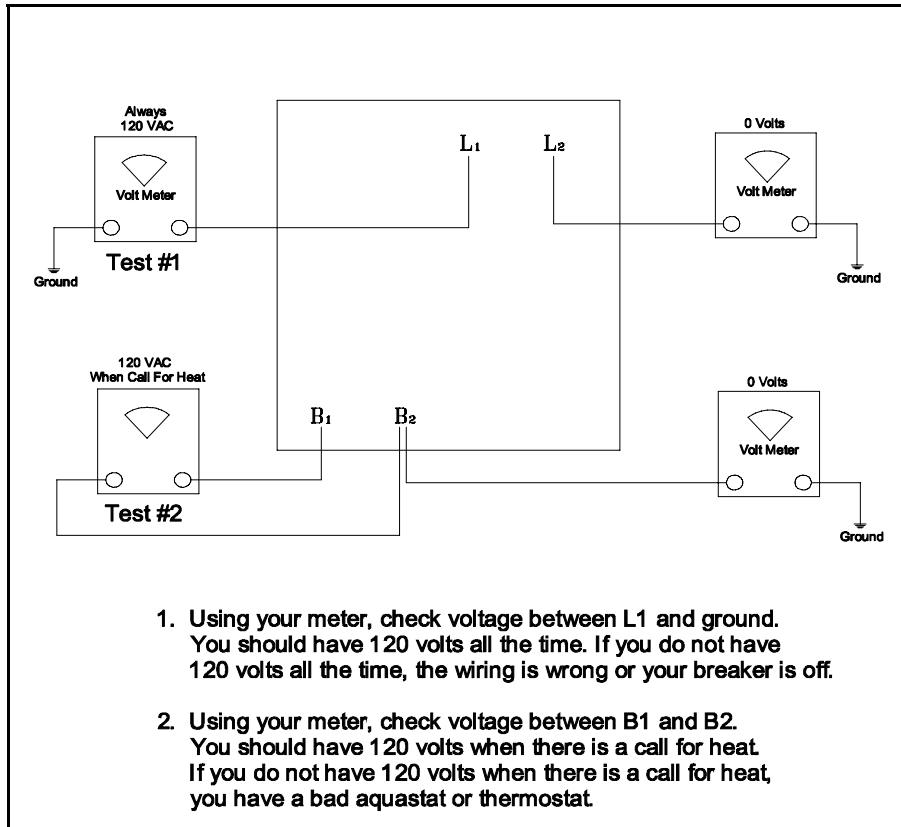 Always
120 VAC
Volt Meter
Ground
Test #1
L1
L2
0 Volts
Volt Meter
Ground
120 VAC
When Call For Heat
Test #2
B1
B2
0 Volts
Volt Meter
Ground
1. Using your meter, check voltage between L1 and ground.
You should have 120 volts all the time. If you do not have
120 volts all the time, the wiring is wrong or your breaker is off.
2. Using your meter, check voltage between B1 and B2.
You should have 120 volts when there is a call for heat.
If you do not have 120 volts when there is a call for heat,
you have a bad aquastat or thermostat.